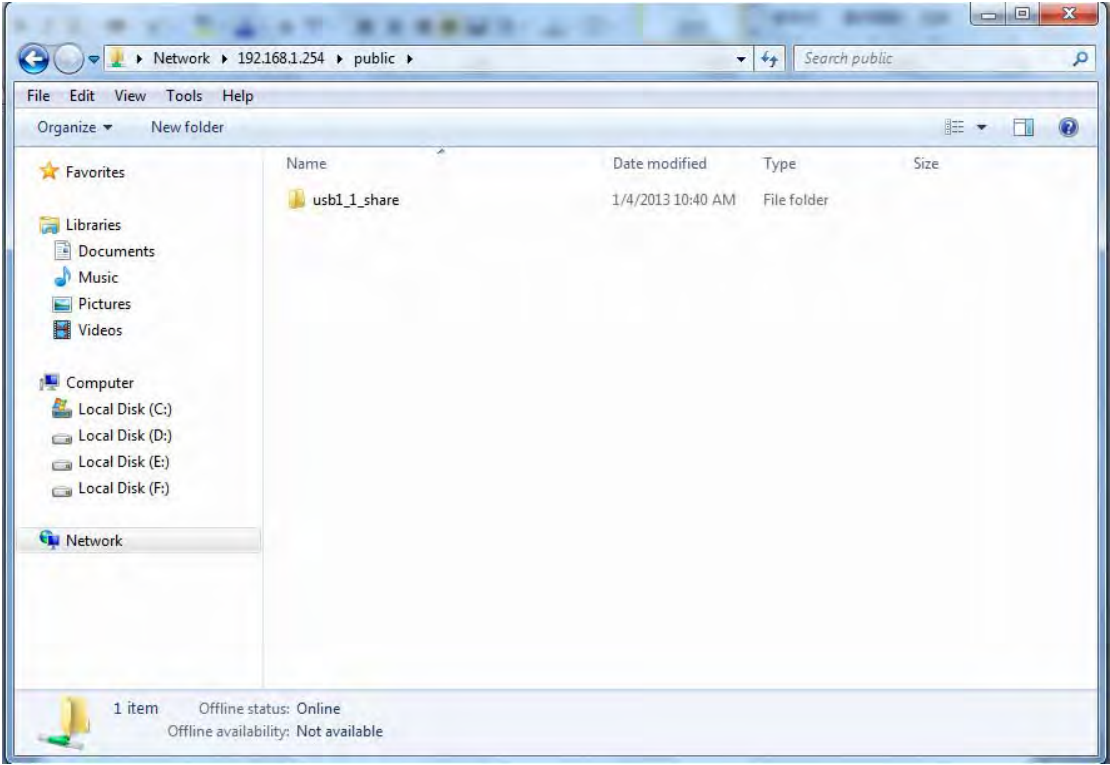 Network 192.168.1.254 public
Search public
File Edit View Tools Help
Organize New folder
Name Date modified Type Size
usb1_1_share 1/4/2013 10:40 AM File folder
Favorites
Libraries
Documents
Music
Pictures
Videos
Computer
Local Disk (C:)
Local Disk (D:)
Local Disk (E:)
Local Disk (F:)
Network
1 item Offline status: Online
Offline availability: Not available